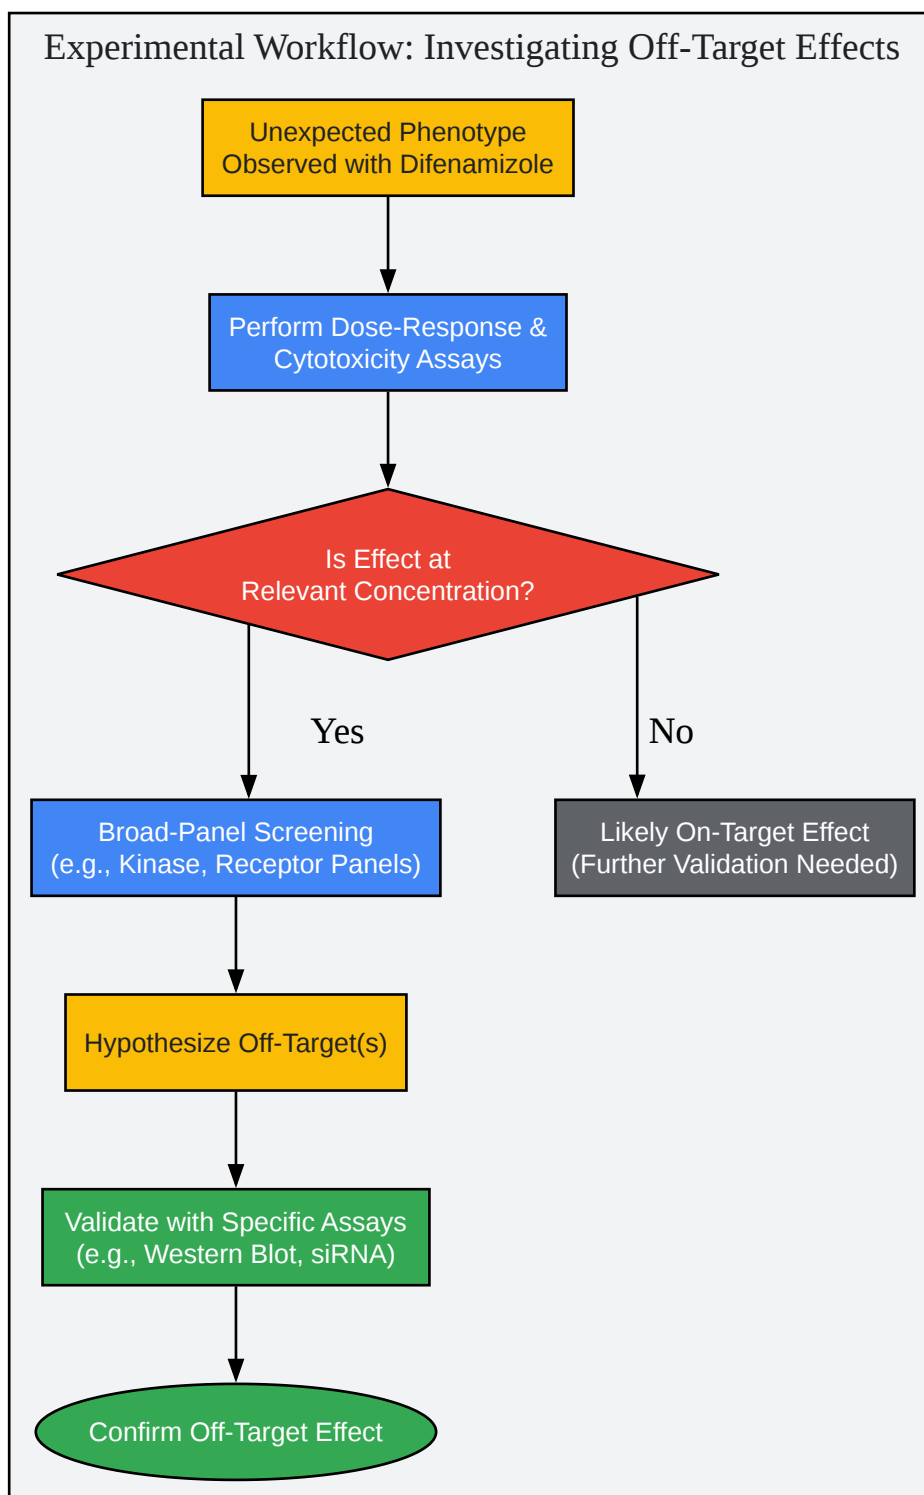 Experimental Workflow: Investigating Off-Target Effects
Unexpected Phenotype
Observed with Difenamizole
Perform Dose-Response &
Cytotoxicity Assays
Is Effect at
Relevant Concentration?
Yes
No
Broad-Panel Screening
(e.g., Kinase, Receptor Panels)
Likely On-Target Effect
(Further Validation Needed)
Hypothesize Off-Target(s)
Validate with Specific Assays
(e.g., Western Blot, siRNA)
Confirm Off-Target Effect